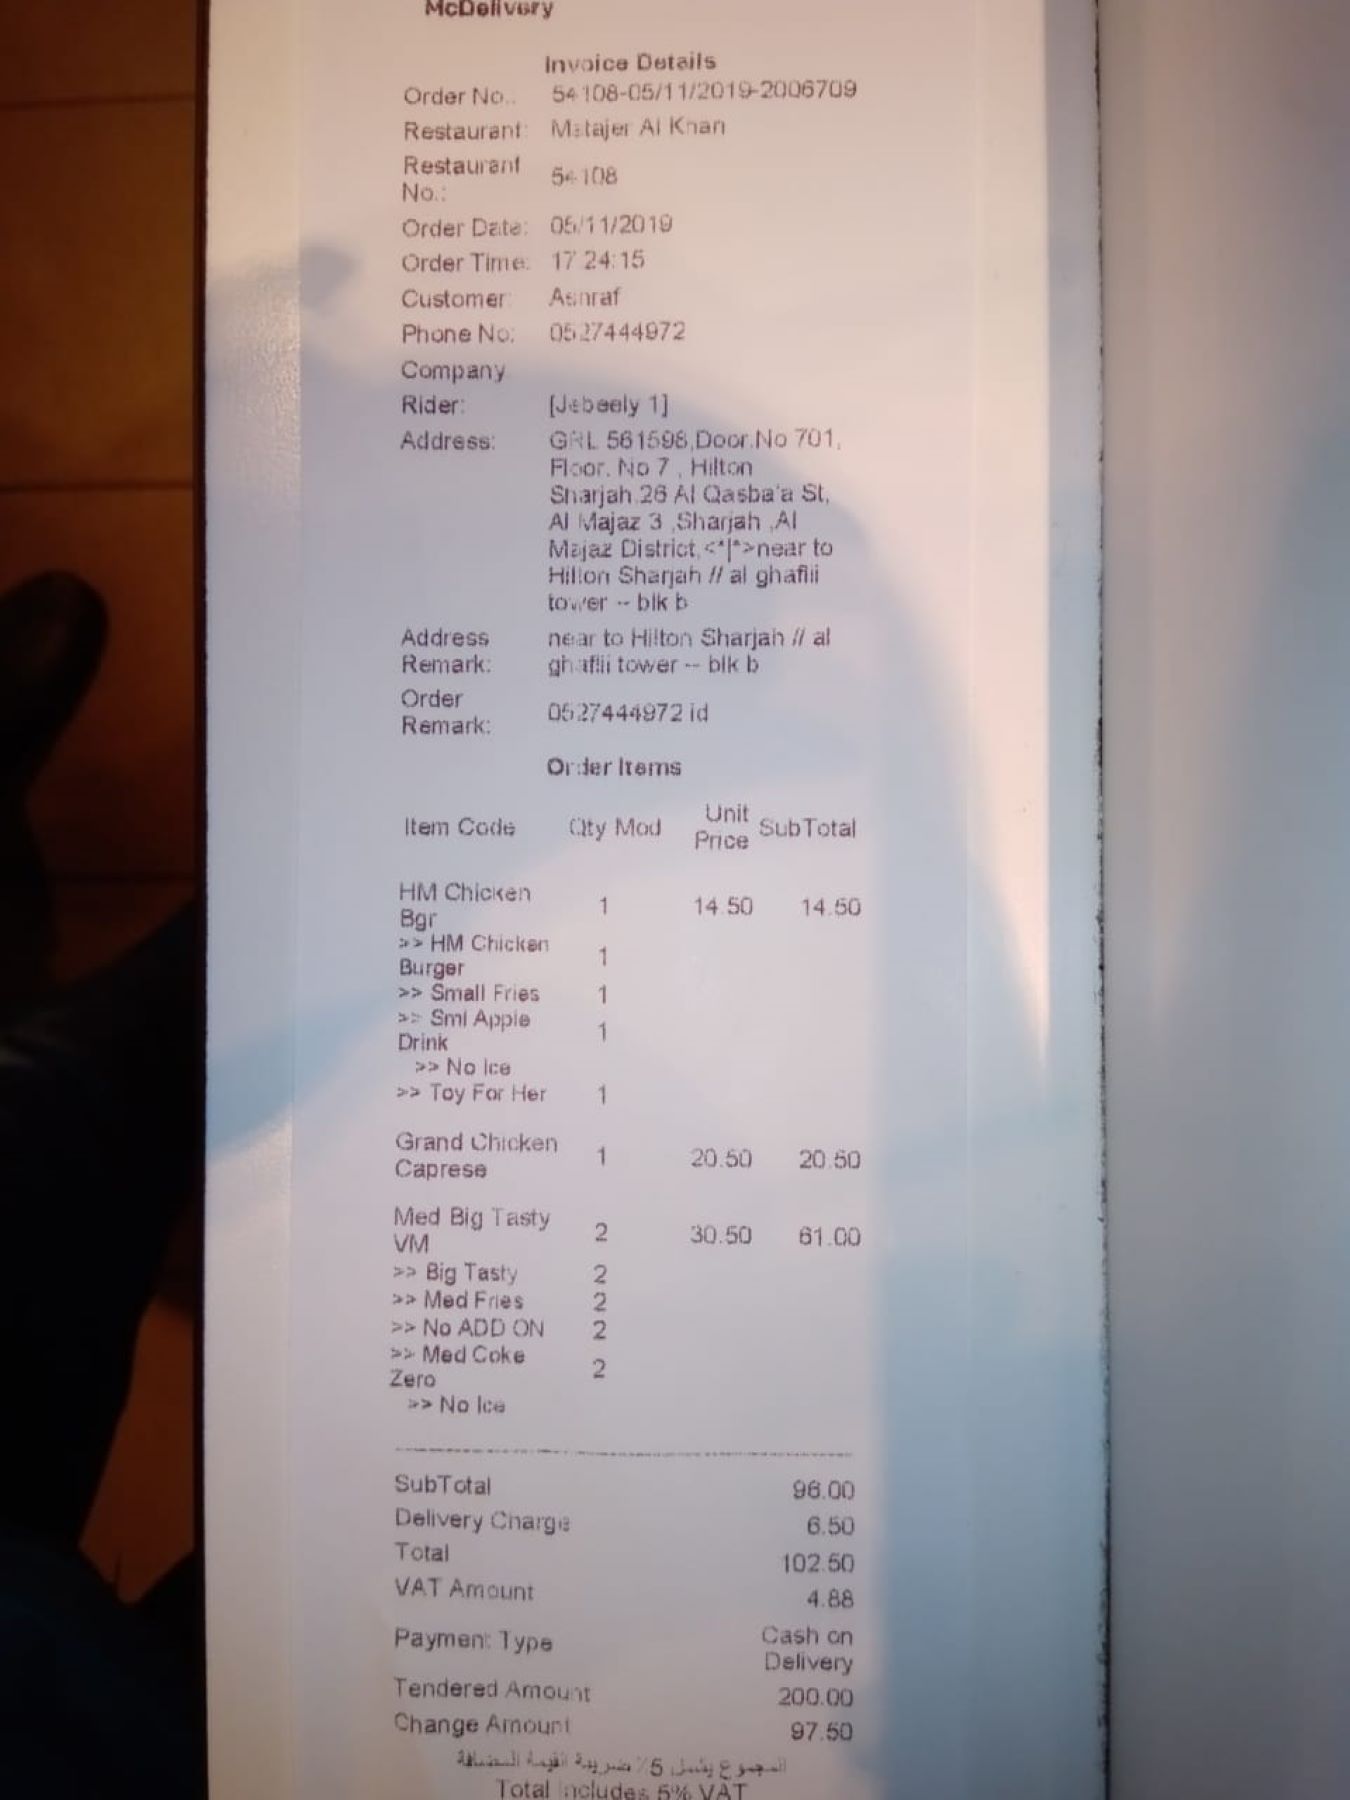 McDelivery
Invoice Details
Order No.: 54108-05/11/2019-2006709
Restaurant: Matajer Al Khan
Restaurant
No.: 54108
Order Date: 05/11/2019
Order Time: 17:24:15
Customer: Ashraf
Phone No: 0527444972
Company
Rider: [Jebeely 1]
Address: GRL 561598,Door.No 701,
Floor. No 7 , Hilton
Sharjah,26 Al Qasba'a St,
Al Majaz 3 ,Sharjah ,Al
Majaz District,<*|*>near to
Hilton Sharjah // al ghaflii
tower -- blk b
Address near to Hilton Sharjah // al
Remark: ghaflii tower -- blk b
Order
Remark: 0527444972 id
Order Items
Item Code Qty Mod Unit Price SubTotal
HM Chicken
Bgr 1 14.50 14.50
>> HM Chicken
Burger 1
>> Small Fries 1
>> Sml Apple
Drink 1
>> No Ice
>> Toy For Her 1
Grand Chicken
Caprese 1 20.50 20.50
Med Big Tasty
VM 2 30.50 61.00
>> Big Tasty 2
>> Med Fries 2
>> No ADD ON 2
>> Med Coke
Zero 2
>> No Ice
SubTotal 96.00
Delivery Charge 6.50
Total 102.50
VAT Amount 4.88
Payment Type Cash on
Delivery
Tendered Amount 200.00
Change Amount 97.50
المجموع يشمل 5٪ ضريبة القيمة المضافة
Total Includes 5% VAT